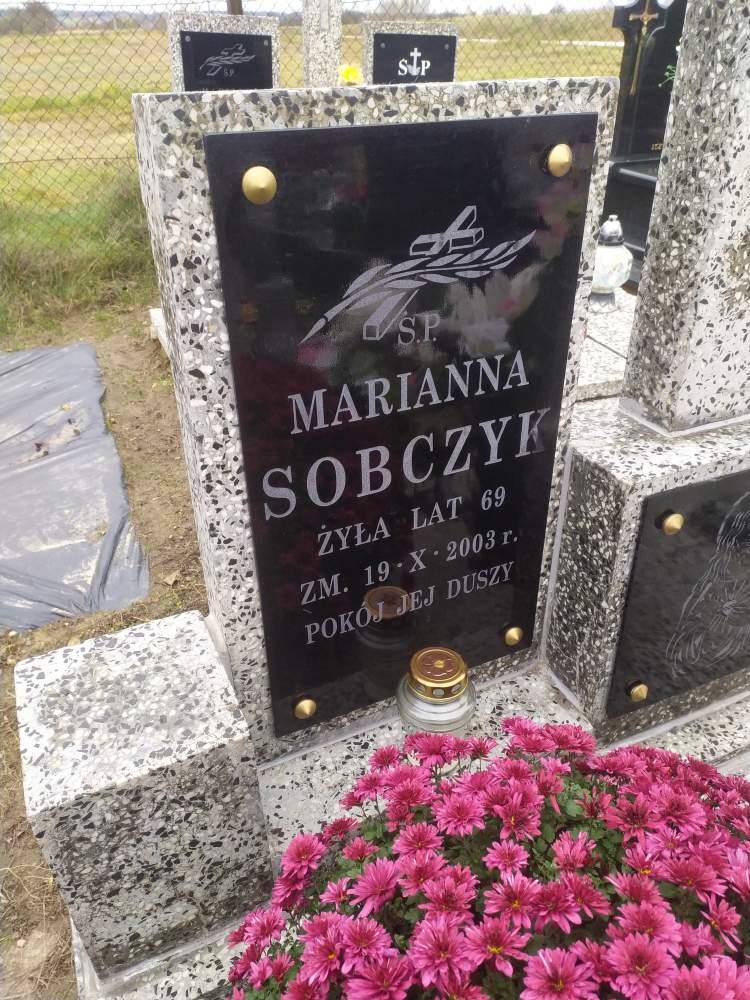 Ś.P.
Ś P
Ś.P.
MARIANNA
SOBCZYK
ŻYŁA LAT 69
ZM. 19·X·2003 r.
POKÓJ JEJ DUSZY